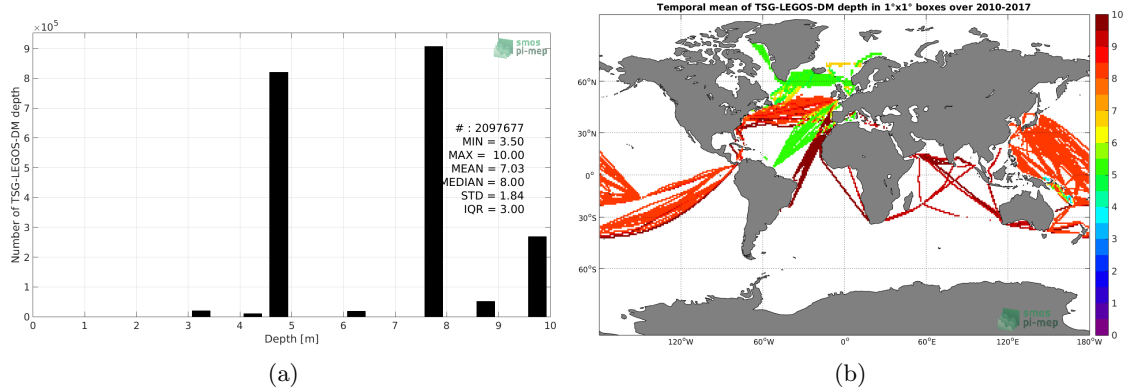 ×10⁵
9
8
7
6
5
4
3
2
1
0
Number of TSG-LEGOS-DM depth
smos
pi-mep
# : 2097677
MIN = 3.50
MAX = 10.00
MEAN = 7.03
MEDIAN = 8.00
STD = 1.84
IQR = 3.00
0 1 2 3 4 5 6 7 8 9 10
Depth [m]
(a)
Temporal mean of TSG-LEGOS-DM depth in 1°x1° boxes over 2010-2017
60°N
30°N
0°
30°S
60°S
120°W 60°W 0° 60°E 120°E 180°W
10
9
8
7
6
5
4
3
2
1
0
smos
pi-mep
(b)